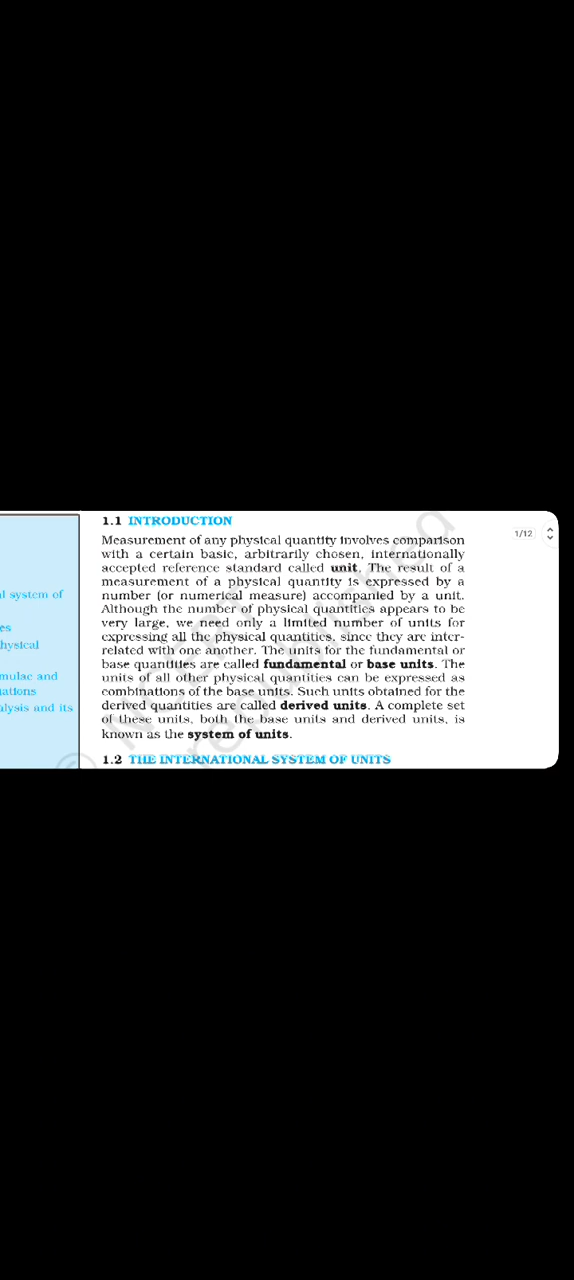 1.1 INTRODUCTION
1/12
Measurement of any physical quantity involves comparison
with a certain basic, arbitrarily chosen, internationally
accepted reference standard called unit. The result of a
measurement of a physical quantity is expressed by a
number (or numerical measure) accompanied by a unit.
Although the number of physical quantities appears to be
very large, we need only a limited number of units for
expressing all the physical quantities, since they are inter-
related with one another. The units for the fundamental or
base quantities are called fundamental or base units. The
units of all other physical quantities can be expressed as
combinations of the base units. Such units obtained for the
derived quantities are called derived units. A complete set
of these units, both the base units and derived units, is
known as the system of units.
1.2 THE INTERNATIONAL SYSTEM OF UNITS
l system of
es
hysical
mulae and
uations
alysis and its
© NCERT
republished